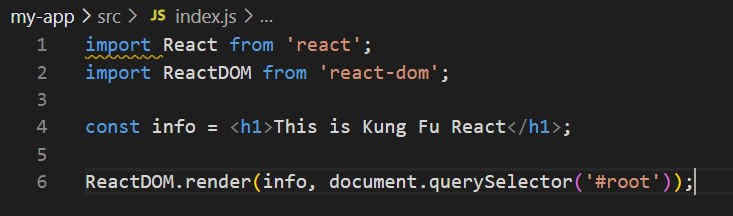 my-app > src > JS index.js > ...
1 import React from 'react';
2 import ReactDOM from 'react-dom';
3
4 const info = <h1>This is Kung Fu React</h1>;
5
6 ReactDOM.render(info, document.querySelector('#root'));